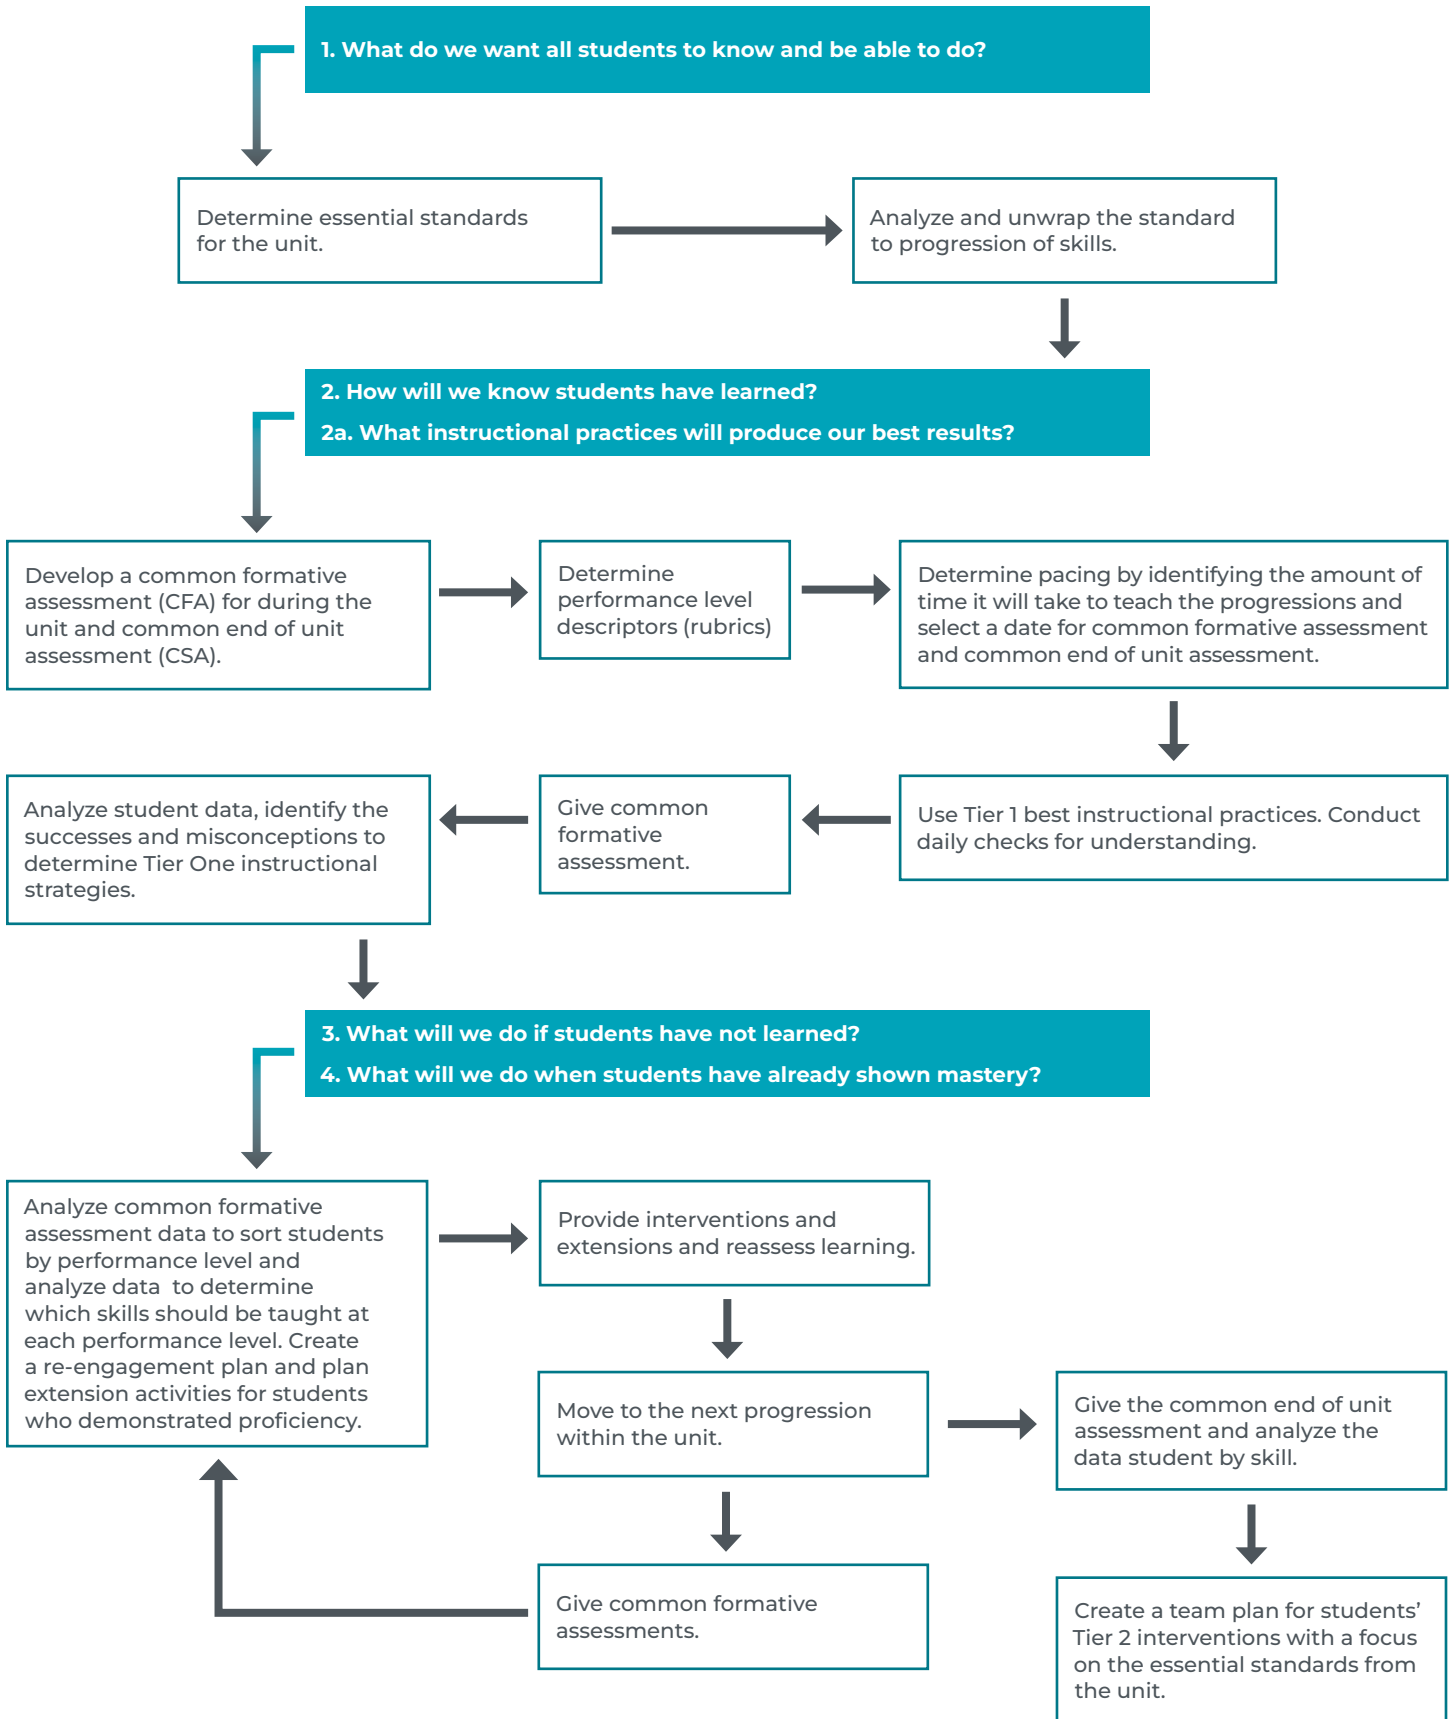 1. What do we want all students to know and be able to do?
Determine essential standards
for the unit.
Analyze and unwrap the standard
to progression of skills.
2. How will we know students have learned?
2a. What instructional practices will produce our best results?
Develop a common formative
assessment (CFA) for during the
unit and common end of unit
assessment (CSA).
Determine
performance level
descriptors (rubrics)
Determine pacing by identifying the amount of
time it will take to teach the progressions and
select a date for common formative assessment
and common end of unit assessment.
Use Tier 1 best instructional practices. Conduct
daily checks for understanding.
Give common
formative
assessment.
Analyze student data, identify the
successes and misconceptions to
determine Tier One instructional
strategies.
3. What will we do if students have not learned?
4. What will we do when students have already shown mastery?
Analyze common formative
assessment data to sort students
by performance level and
analyze data  to determine
which skills should be taught at
each performance level. Create
a re-engagement plan and plan
extension activities for students
who demonstrated proficiency.
Provide interventions and
extensions and reassess learning.
Move to the next progression
within the unit.
Give common formative
assessments.
Give the common end of unit
assessment and analyze the
data student by skill.
Create a team plan for students’
Tier 2 interventions with a focus
on the essential standards from
the unit.